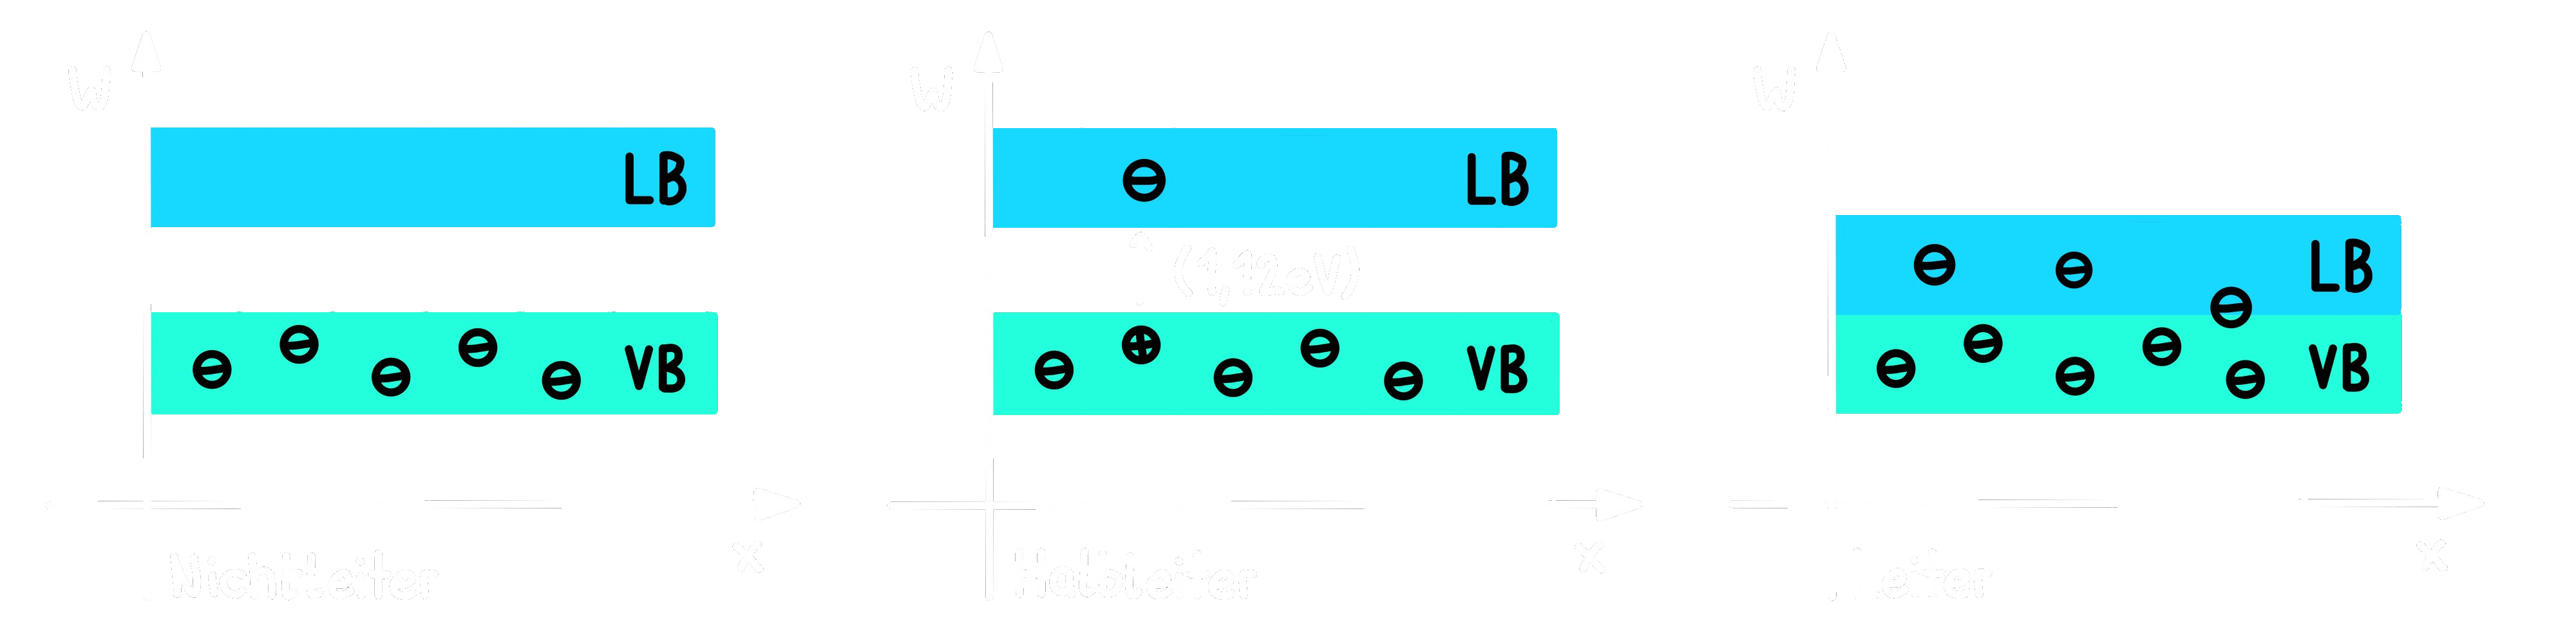 W
LB
VB
x
Nichtleiter
W
⊖
LB
(1,12eV)
VB
x
Halbleiter
W
LB
VB
x
Leiter